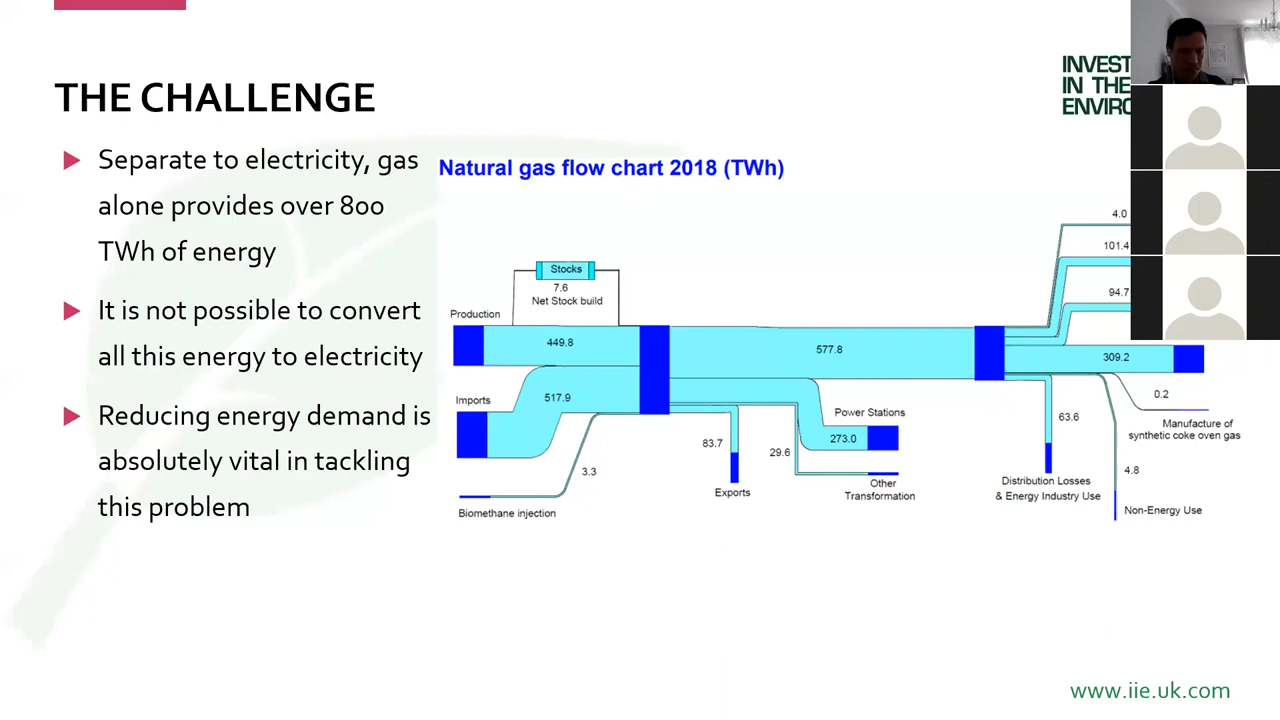 THE CHALLENGE
INVEST
IN THE
ENVIRO
Separate to electricity, gas
alone provides over 800
TWh of energy
It is not possible to convert
all this energy to electricity
Reducing energy demand is
absolutely vital in tackling
this problem
Natural gas flow chart 2018 (TWh)
4.0
101.4
94.7
Stocks
7.6
Net Stock build
Production
449.8
577.8
309.2
Imports
517.9
0.2
Manufacture of
synthetic coke oven gas
Power Stations
273.0
63.6
83.7
29.6
3.3
4.8
Exports
Other
Transformation
Distribution Losses
& Energy Industry Use
Non-Energy Use
Biomethane injection
www.iie.uk.com